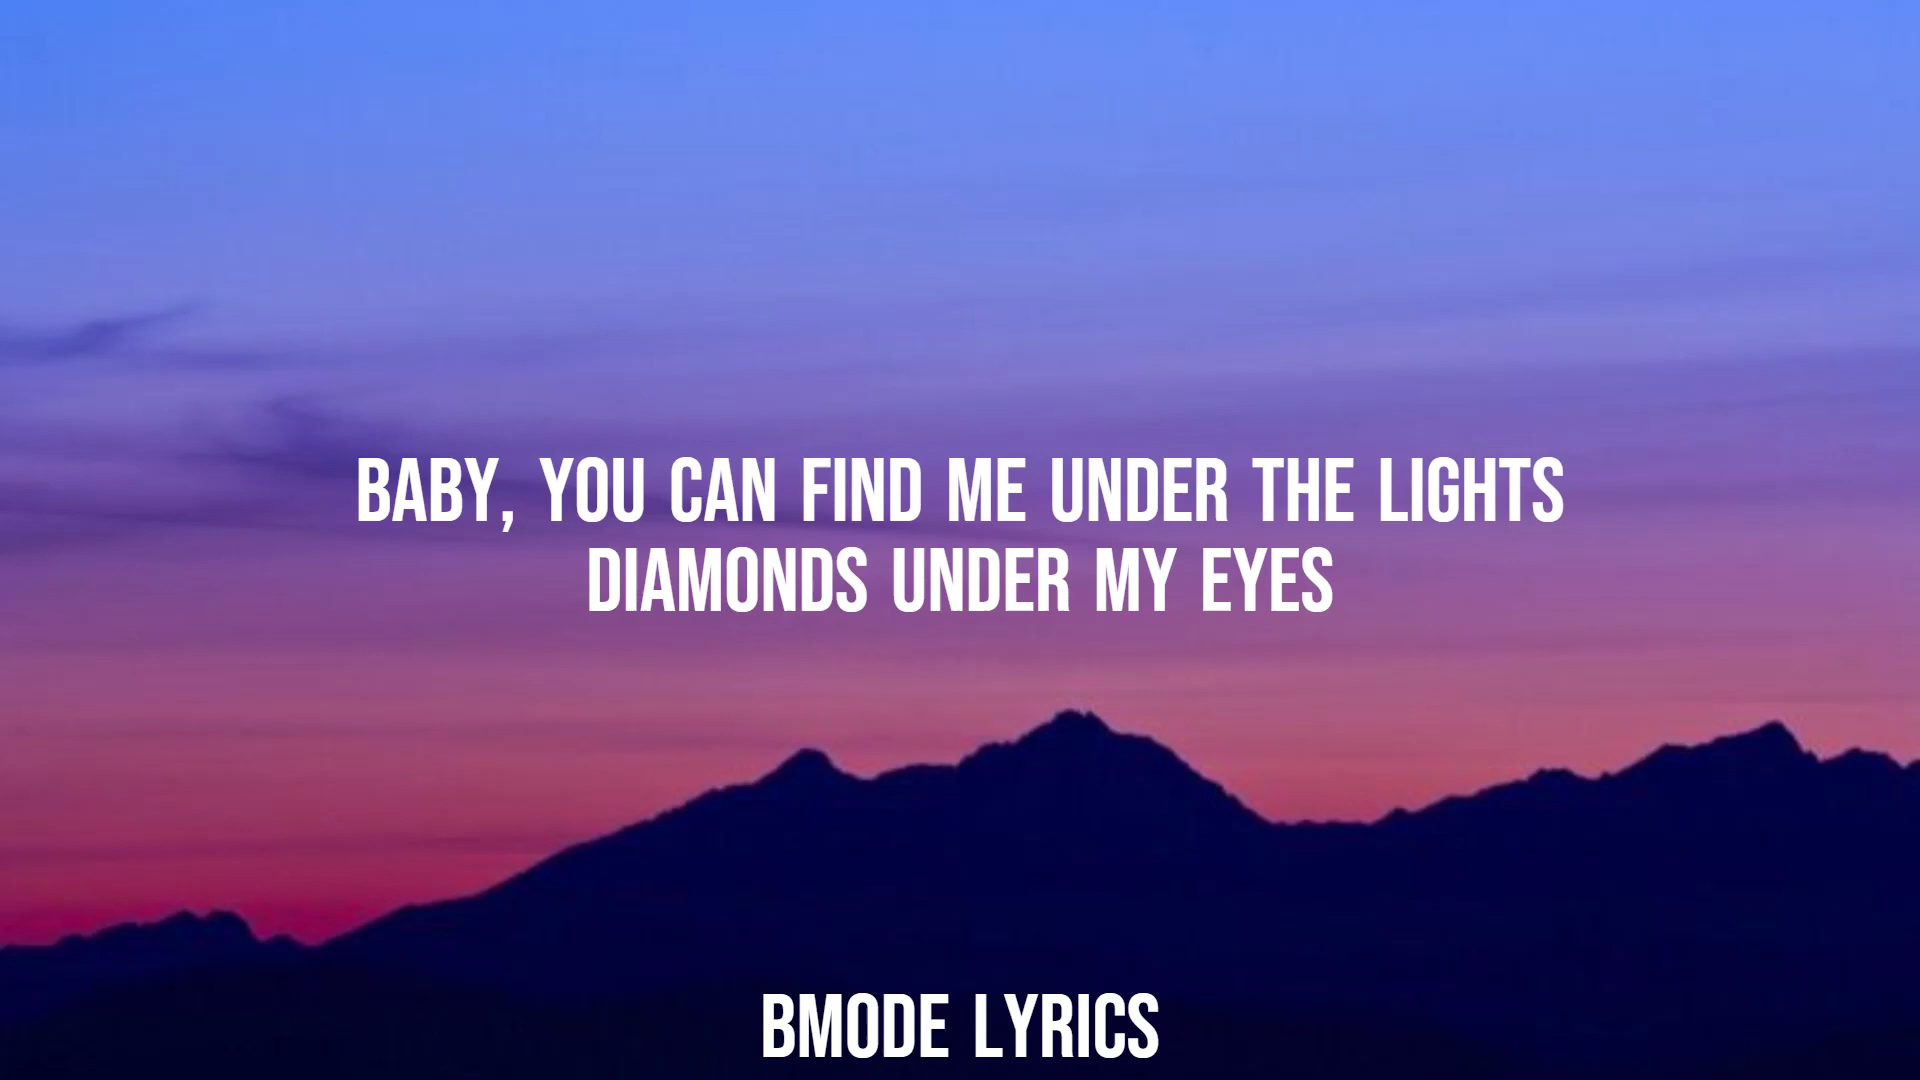 BABY, YOU CAN FIND ME UNDER THE LIGHTS
DIAMONDS UNDER MY EYES
BMODE LYRICS